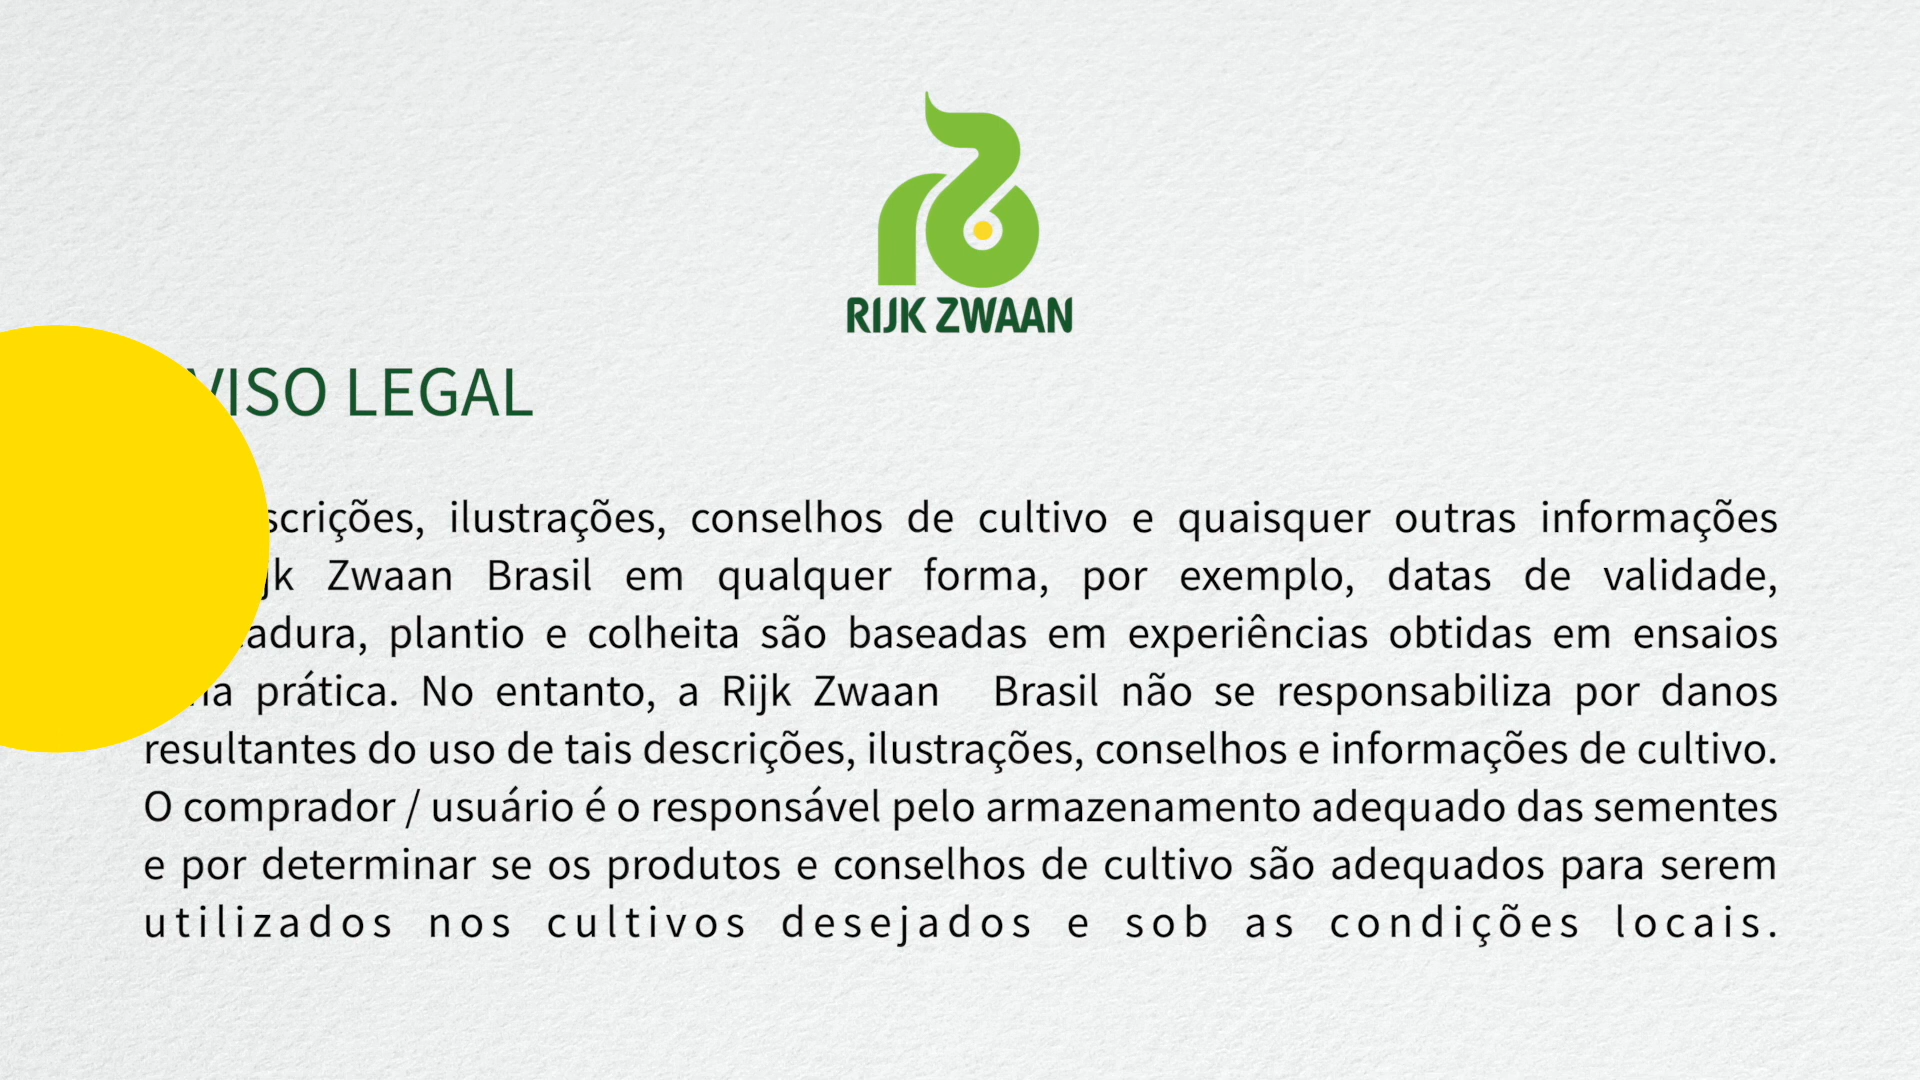 RIJK ZWAAN
VISO LEGAL
scrições, ilustrações, conselhos de cultivo e quaisquer outras informações
jk Zwaan Brasil em qualquer forma, por exemplo, datas de validade,
adura, plantio e colheita são baseadas em experiências obtidas em ensaios
prática. No entanto, a Rijk Zwaan Brasil não se responsabiliza por danos
resultantes do uso de tais descrições, ilustrações, conselhos e informações de cultivo.
O comprador / usuário é o responsável pelo armazenamento adequado das sementes
e por determinar se os produtos e conselhos de cultivo são adequados para serem
utilizados nos cultivos desejados e sob as condições locais.